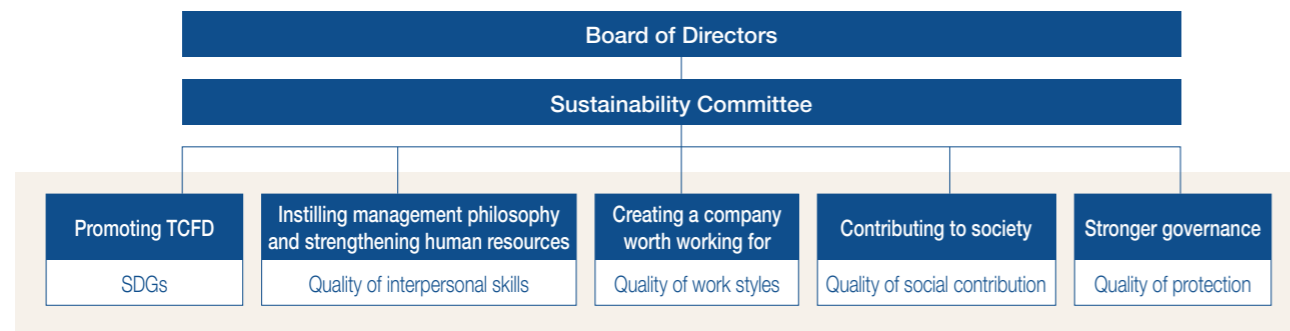 Board of Directors
Sustainability Committee
Promoting TCFD
SDGs
Instilling management philosophy
and strengthening human resources
Quality of interpersonal skills
Creating a company
worth working for
Quality of work styles
Contributing to society
Quality of social contribution
Stronger governance
Quality of protection